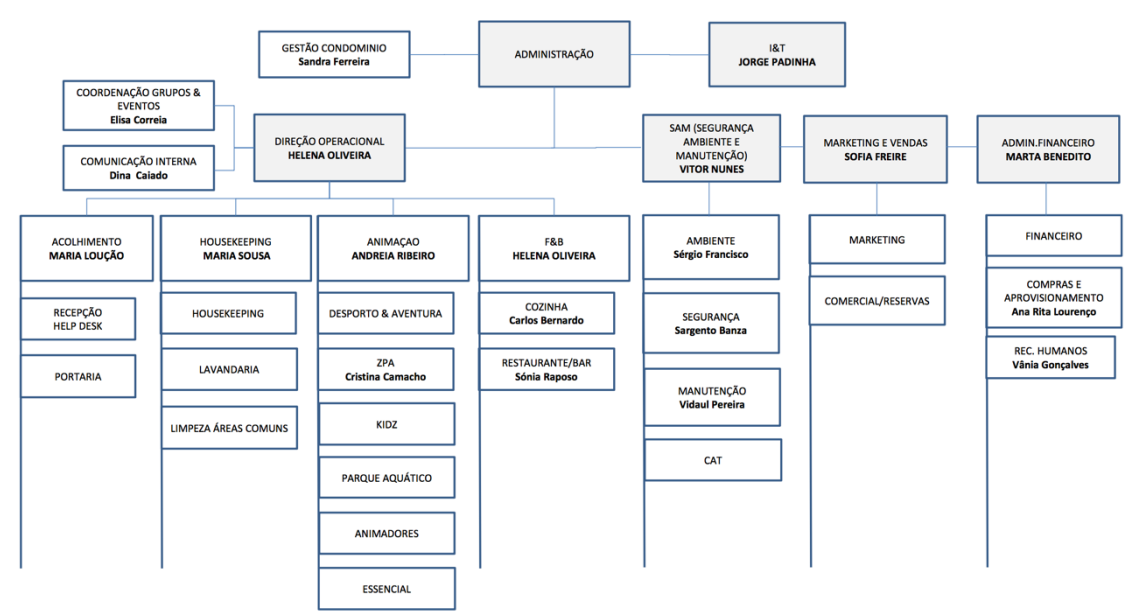 GESTÃO CONDOMINIO
Sandra Ferreira
ADMINISTRAÇÃO
I&T
JORGE PADINHA
COORDENAÇÃO GRUPOS &
EVENTOS
Elisa Correia
COMUNICAÇÃO INTERNA
Dina Caiado
DIREÇÃO OPERACIONAL
HELENA OLIVEIRA
SAM (SEGURANÇA
AMBIENTE E
MANUTENÇÃO)
VITOR NUNES
MARKETING E VENDAS
SOFIA FREIRE
ADMIN.FINANCEIRO
MARTA BENEDITO
ACOLHIMENTO
MARIA LOUÇÃO
RECEPÇÃO
HELP DESK
PORTARIA
HOUSEKEEPING
MARIA SOUSA
HOUSEKEEPING
LAVANDARIA
LIMPEZA ÁREAS COMUNS
ANIMAÇAO
ANDREIA RIBEIRO
DESPORTO & AVENTURA
ZPA
Cristina Camacho
KIDZ
PARQUE AQUÁTICO
ANIMADORES
ESSENCIAL
F&B
HELENA OLIVEIRA
COZINHA
Carlos Bernardo
RESTAURANTE/BAR
Sónia Raposo
AMBIENTE
Sérgio Francisco
SEGURANÇA
Sargento Banza
MANUTENÇÃO
Vidaul Pereira
CAT
MARKETING
COMERCIAL/RESERVAS
FINANCEIRO
COMPRAS E
APROVISIONAMENTO
Ana Rita Lourenço
REC. HUMANOS
Vânia Gonçalves